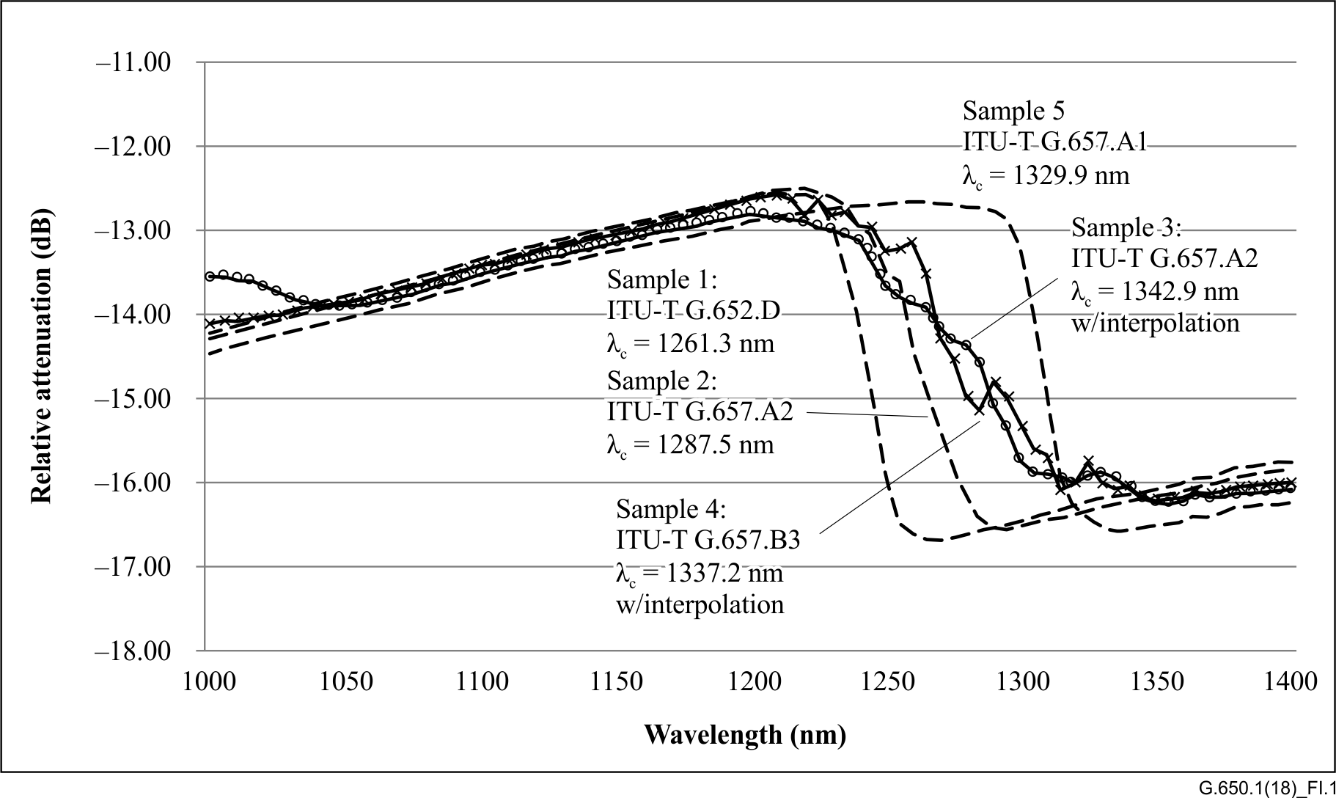 –11.00
–12.00
–13.00
–14.00
–15.00
–16.00
–17.00
–18.00
Relative attenuation (dB)
Sample 5
ITU-T G.657.A1
λc = 1329.9 nm
Sample 3:
ITU-T G.657.A2
λc = 1342.9 nm
w/interpolation
Sample 1:
ITU-T G.652.D
λc = 1261.3 nm
Sample 2:
ITU-T G.657.A2
λc = 1287.5 nm
Sample 4:
ITU-T G.657.B3
λc = 1337.2 nm
w/interpolation
1000 1050 1100 1150 1200 1250 1300 1350 1400
Wavelength (nm)
G.650.1(18)_FI.1